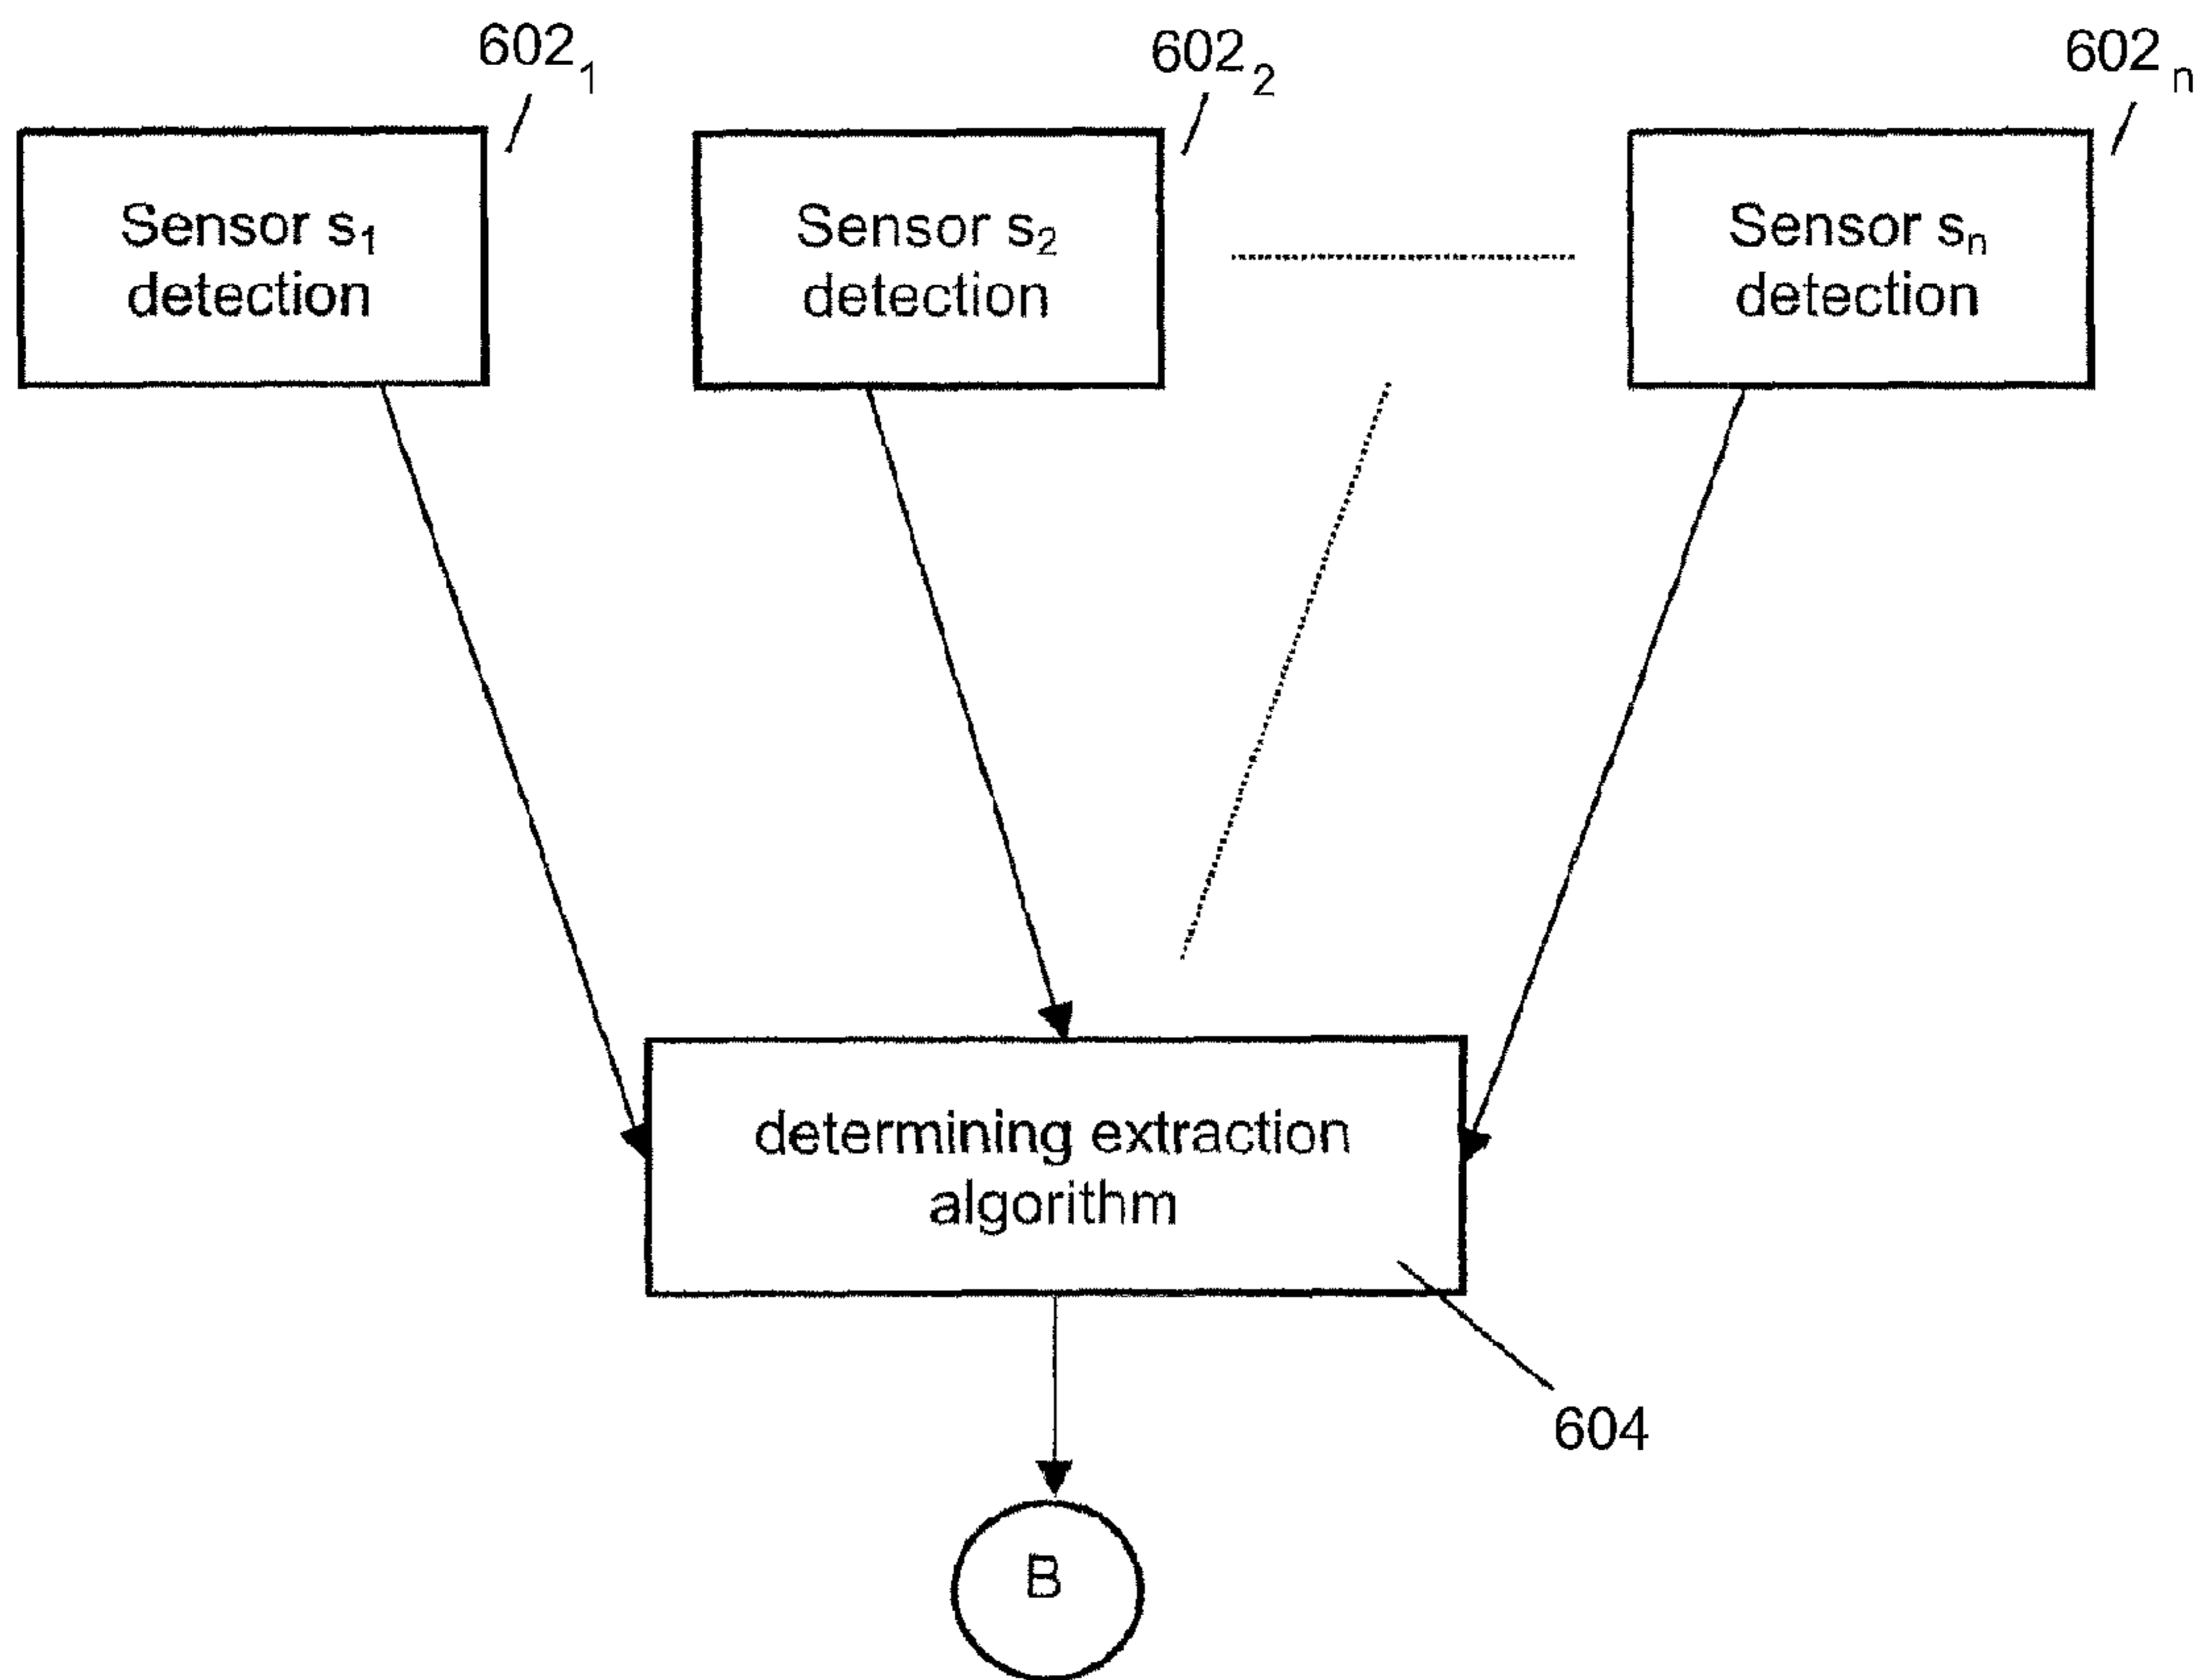 602₁
602₂
602ₙ
Sensor s₁
detection
Sensor s₂
detection
Sensor sₙ
detection
determining extraction
algorithm
604
B